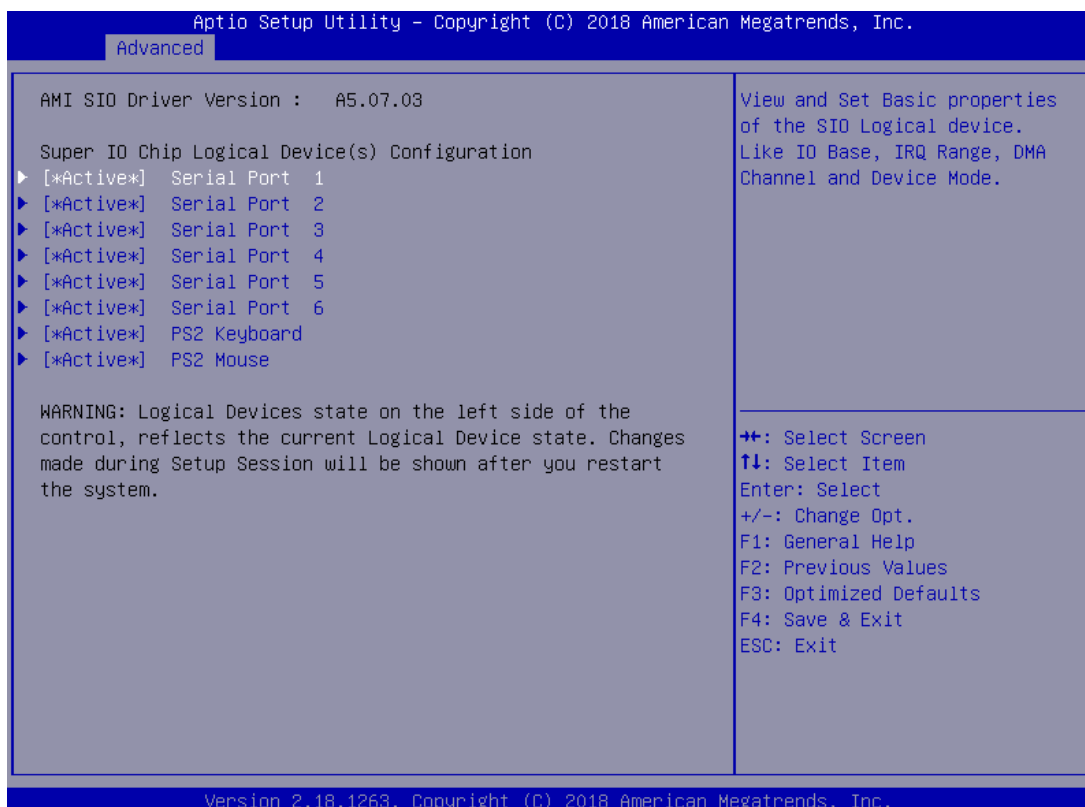 Aptio Setup Utility – Copyright (C) 2018 American Megatrends, Inc.
Advanced
AMI SIO Driver Version : A5.07.03
Super IO Chip Logical Device(s) Configuration
[*Active*] Serial Port 1
[*Active*] Serial Port 2
[*Active*] Serial Port 3
[*Active*] Serial Port 4
[*Active*] Serial Port 5
[*Active*] Serial Port 6
[*Active*] PS2 Keyboard
[*Active*] PS2 Mouse
WARNING: Logical Devices state on the left side of the
control, reflects the current Logical Device state. Changes
made during Setup Session will be shown after you restart
the system.
View and Set Basic properties
of the SIO Logical device.
Like IO Base, IRQ Range, DMA
Channel and Device Mode.
→←: Select Screen
↑↓: Select Item
Enter: Select
+/-: Change Opt.
F1: General Help
F2: Previous Values
F3: Optimized Defaults
F4: Save & Exit
ESC: Exit
Version 2.18.1263. Copyright (C) 2018 American Megatrends, Inc.